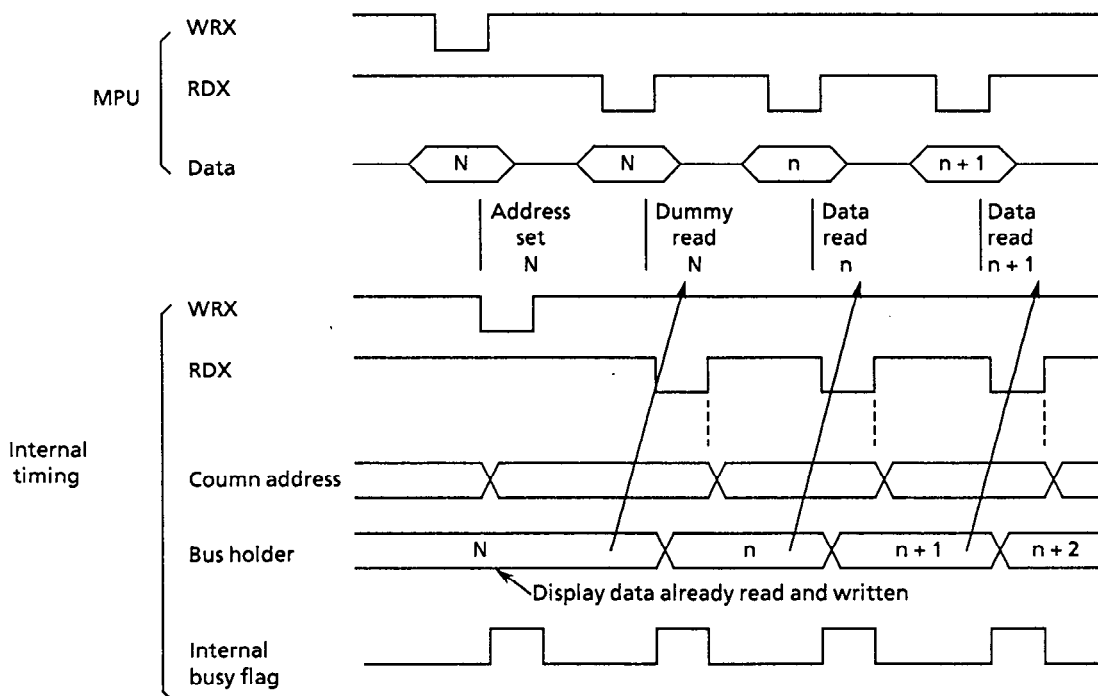 WRX
MPU
RDX
Data
N
N
n
n + 1
Address
set
N
Dummy
read
N
Data
read
n
Data
read
n + 1
WRX
RDX
Internal
timing
Coumn address
Bus holder
N
n
n + 1
n + 2
Display data already read and written
Internal
busy flag